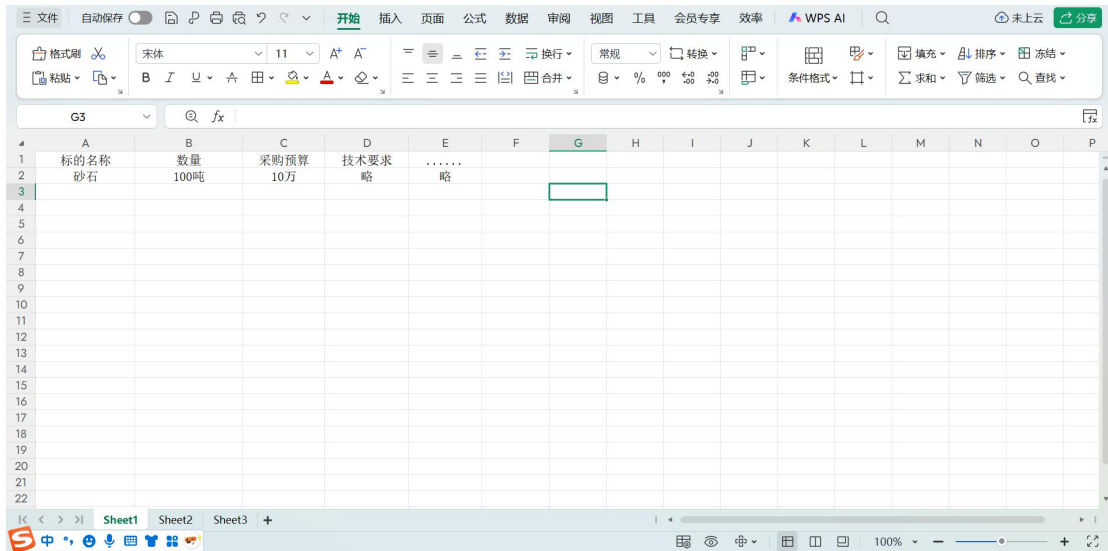 三 文件 自动保存 开始 插入 页面 公式 数据 审阅 视图 工具 会员专享 效率 WPS AI 未上云 分享
格式刷 宋体 11 A+ A- 换行 常规 转换 填充 排序 冻结
粘贴 B I U A A 合并 % 000 条件格式 求和 筛选 查找
G3 fx
A B C D E F G H I J K L M N O P
1 标的名称 数量 采购预算 技术要求 ......
2 砂石 100吨 10万 略 略
3
4
5
6
7
8
9
10
11
12
13
14
15
16
17
18
19
20
21
22
Sheet1 Sheet2 Sheet3 +
中 100% − +